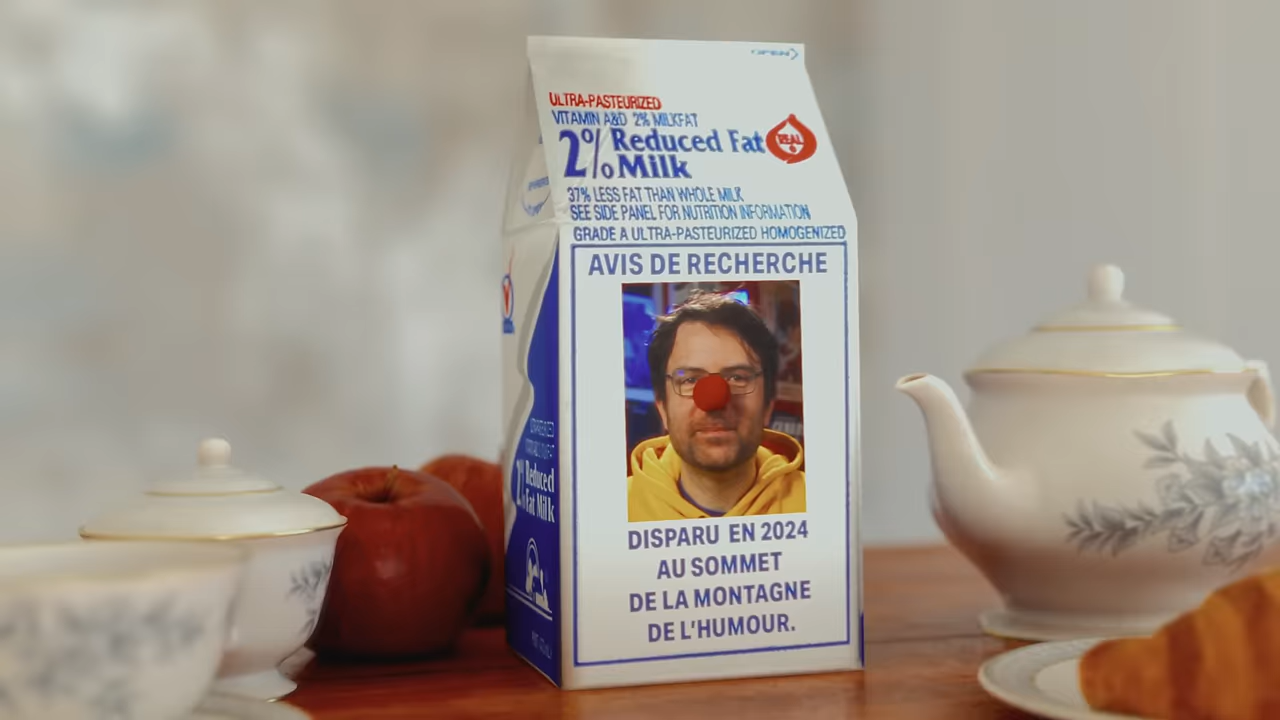 OPEN
ULTRA-PASTEURIZED
VITAMIN A&D 2% MILKFAT
2% Reduced Fat
Milk
REAL
37% LESS FAT THAN WHOLE MILK
SEE SIDE PANEL FOR NUTRITION INFORMATION
GRADE A ULTRA-PASTEURIZED HOMOGENIZED
AVIS DE RECHERCHE
DISPARU EN 2024
AU SOMMET
DE LA MONTAGNE
DE L'HUMOUR.
2% Reduced
Fat Milk